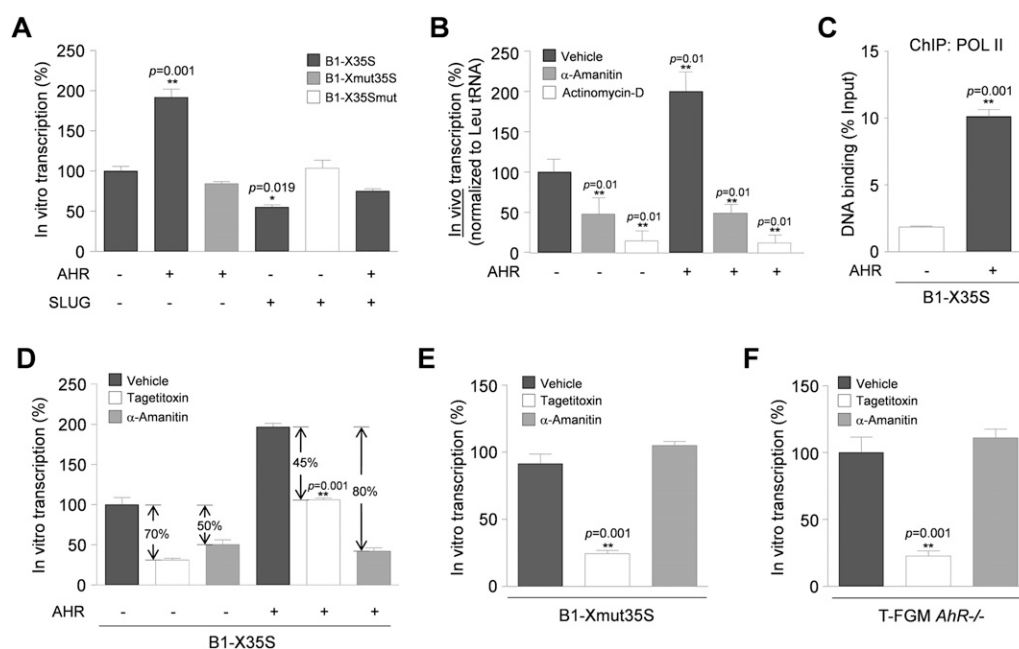 A
In vitro transcription (%)
250
200
150
100
50
0
p=0.001
**
p=0.019
*
B1-X35S
B1-Xmut35S
B1-X35Smut
AHR - + + - - +
SLUG - - - + + +
B
In vivo transcription (%)
(normalized to Leu tRNA)
250
200
150
100
50
0
Vehicle
α-Amanitin
Actinomycin-D
p=0.01
**
p=0.01
**
p=0.01
**
p=0.01
**
p=0.01
**
AHR - - - + + +
C
ChIP: POL II
DNA binding (% Input)
15
10
5
0
p=0.001
**
AHR - +
B1-X35S
D
In vitro transcription (%)
250
200
150
100
50
0
Vehicle
Tagetitoxin
α-Amanitin
70%
50%
45%
p=0.001
**
80%
AHR - - - + + +
B1-X35S
E
In vitro transcription (%)
150
100
50
0
Vehicle
Tagetitoxin
α-Amanitin
p=0.001
**
B1-Xmut35S
F
In vitro transcription (%)
150
100
50
0
Vehicle
Tagetitoxin
α-Amanitin
p=0.001
**
T-FGM AhR-/-